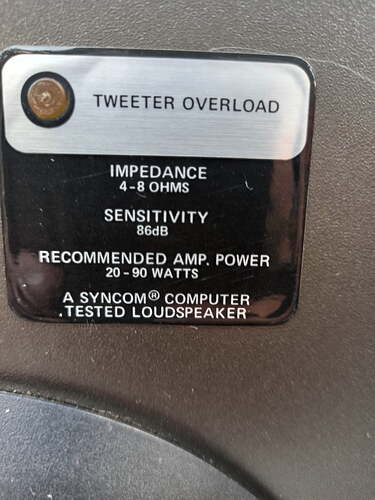 TWEETER OVERLOAD
IMPEDANCE
4-8 OHMS
SENSITIVITY
86dB
RECOMMENDED AMP. POWER
20-90 WATTS
A SYNCOM® COMPUTER
TESTED LOUDSPEAKER